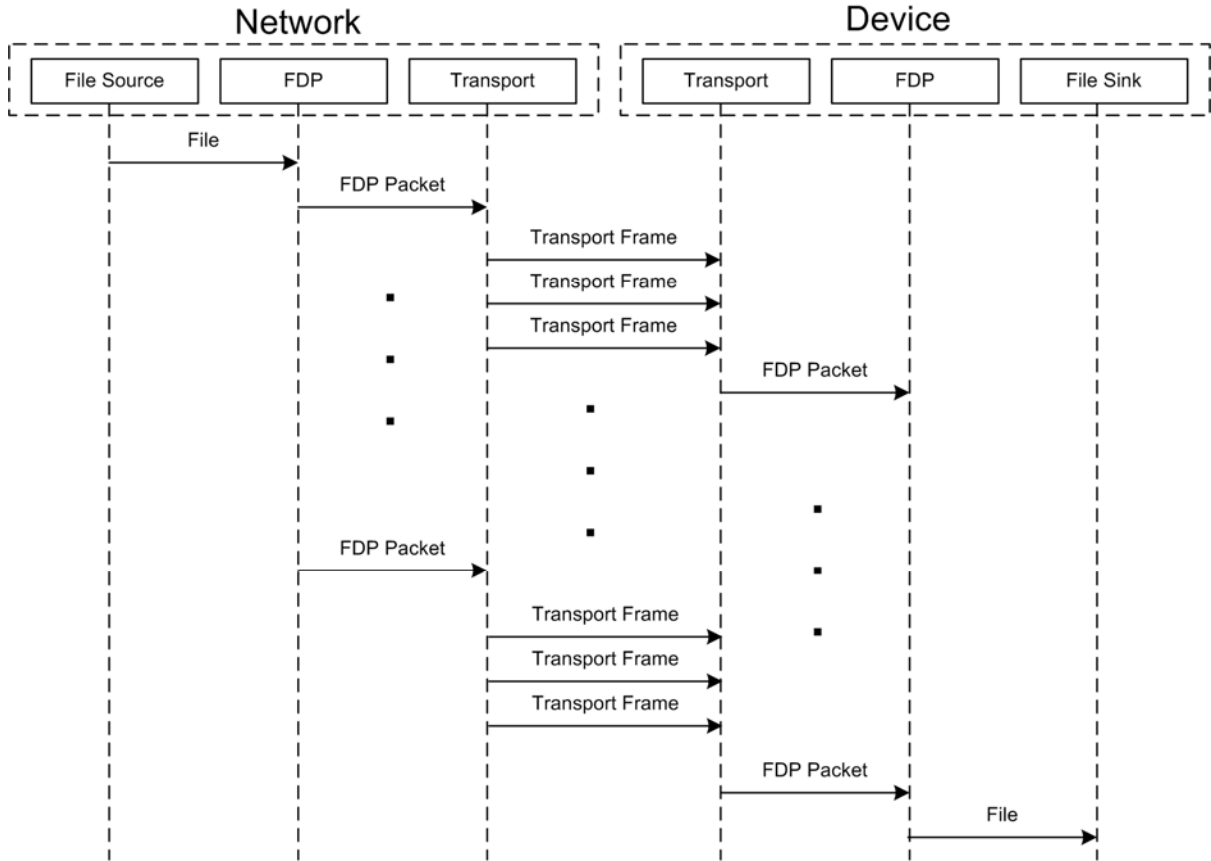 Network
Device
File Source
FDP
Transport
Transport
FDP
File Sink
File
FDP Packet
Transport Frame
Transport Frame
Transport Frame
FDP Packet
FDP Packet
Transport Frame
Transport Frame
Transport Frame
FDP Packet
File